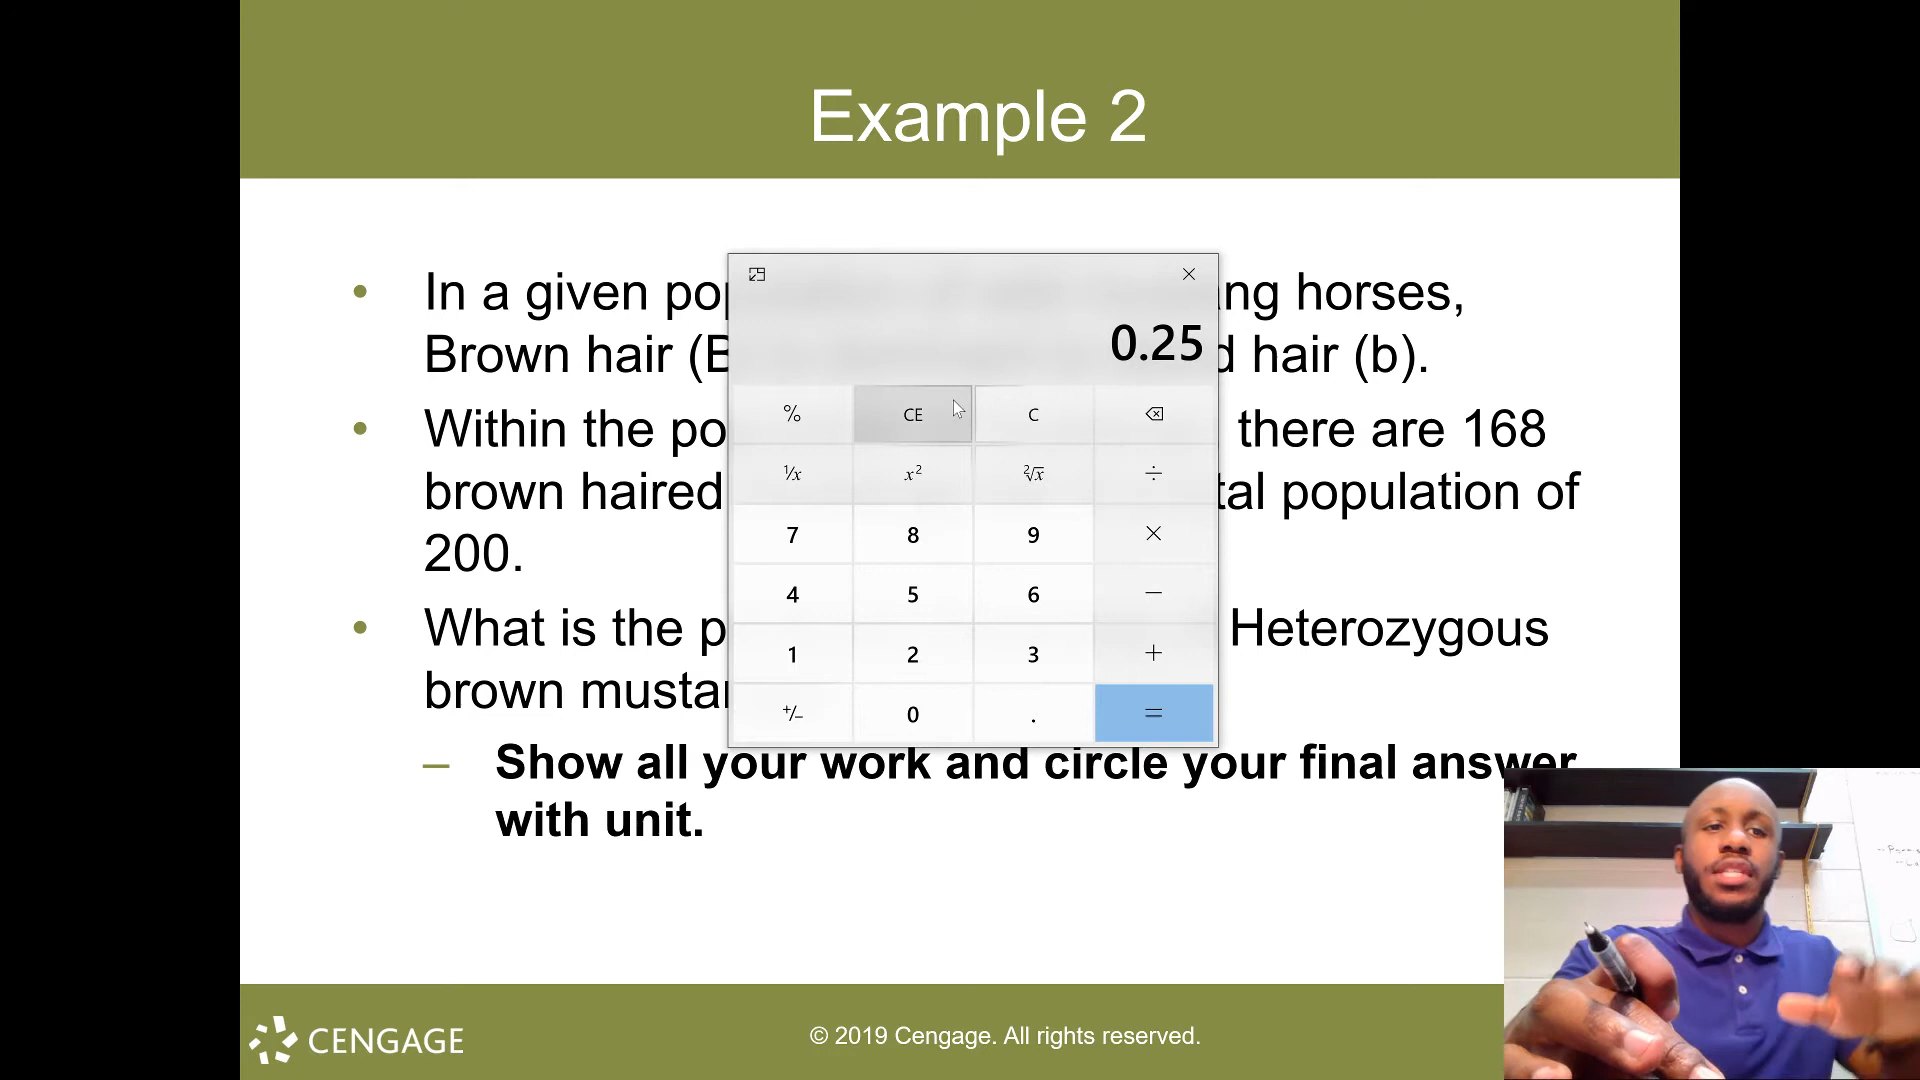 Example 2
• In a given ng horses,
Brown hair ( d hair (b).
• Within the there are 168
brown haired tal population of
200.
• What is the Heterozygous
brown
– Show all your work and circle your final answer
with unit.
0.25
% CE C
⅟x x² ²√x ÷
7 8 9 ×
4 5 6 −
1 2 3 +
+/− 0 . =
CENGAGE
© 2019 Cengage. All rights reserved.